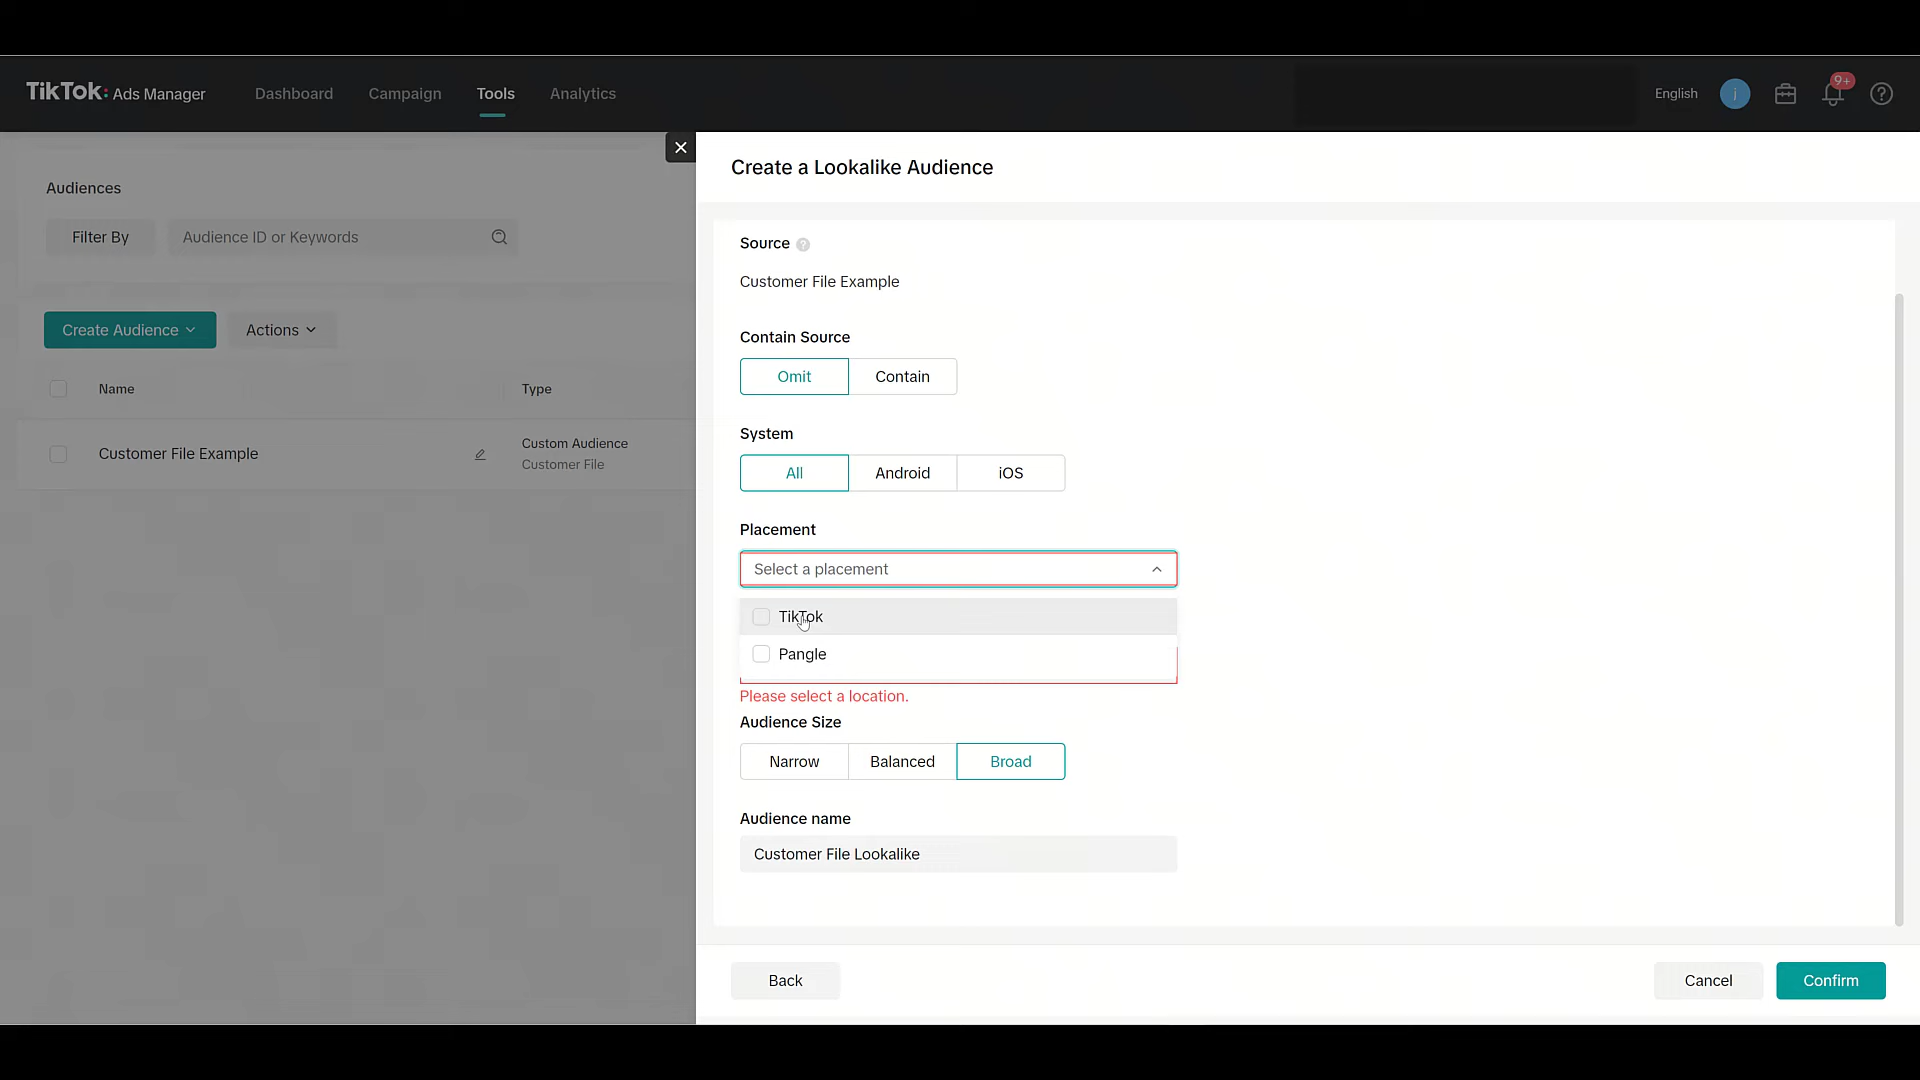 TikTok: Ads Manager
Dashboard
Campaign
Tools
Analytics
English
j
9+
?
Audiences
Filter By
Audience ID or Keywords
Create Audience
Actions
Name
Type
Customer File Example
Custom Audience
Customer File
Create a Lookalike Audience
Source ?
Customer File Example
Contain Source
Omit
Contain
System
All
Android
iOS
Placement
Select a placement
TikTok
Pangle
Please select a location.
Audience Size
Narrow
Balanced
Broad
Audience name
Customer File Lookalike
Back
Cancel
Confirm